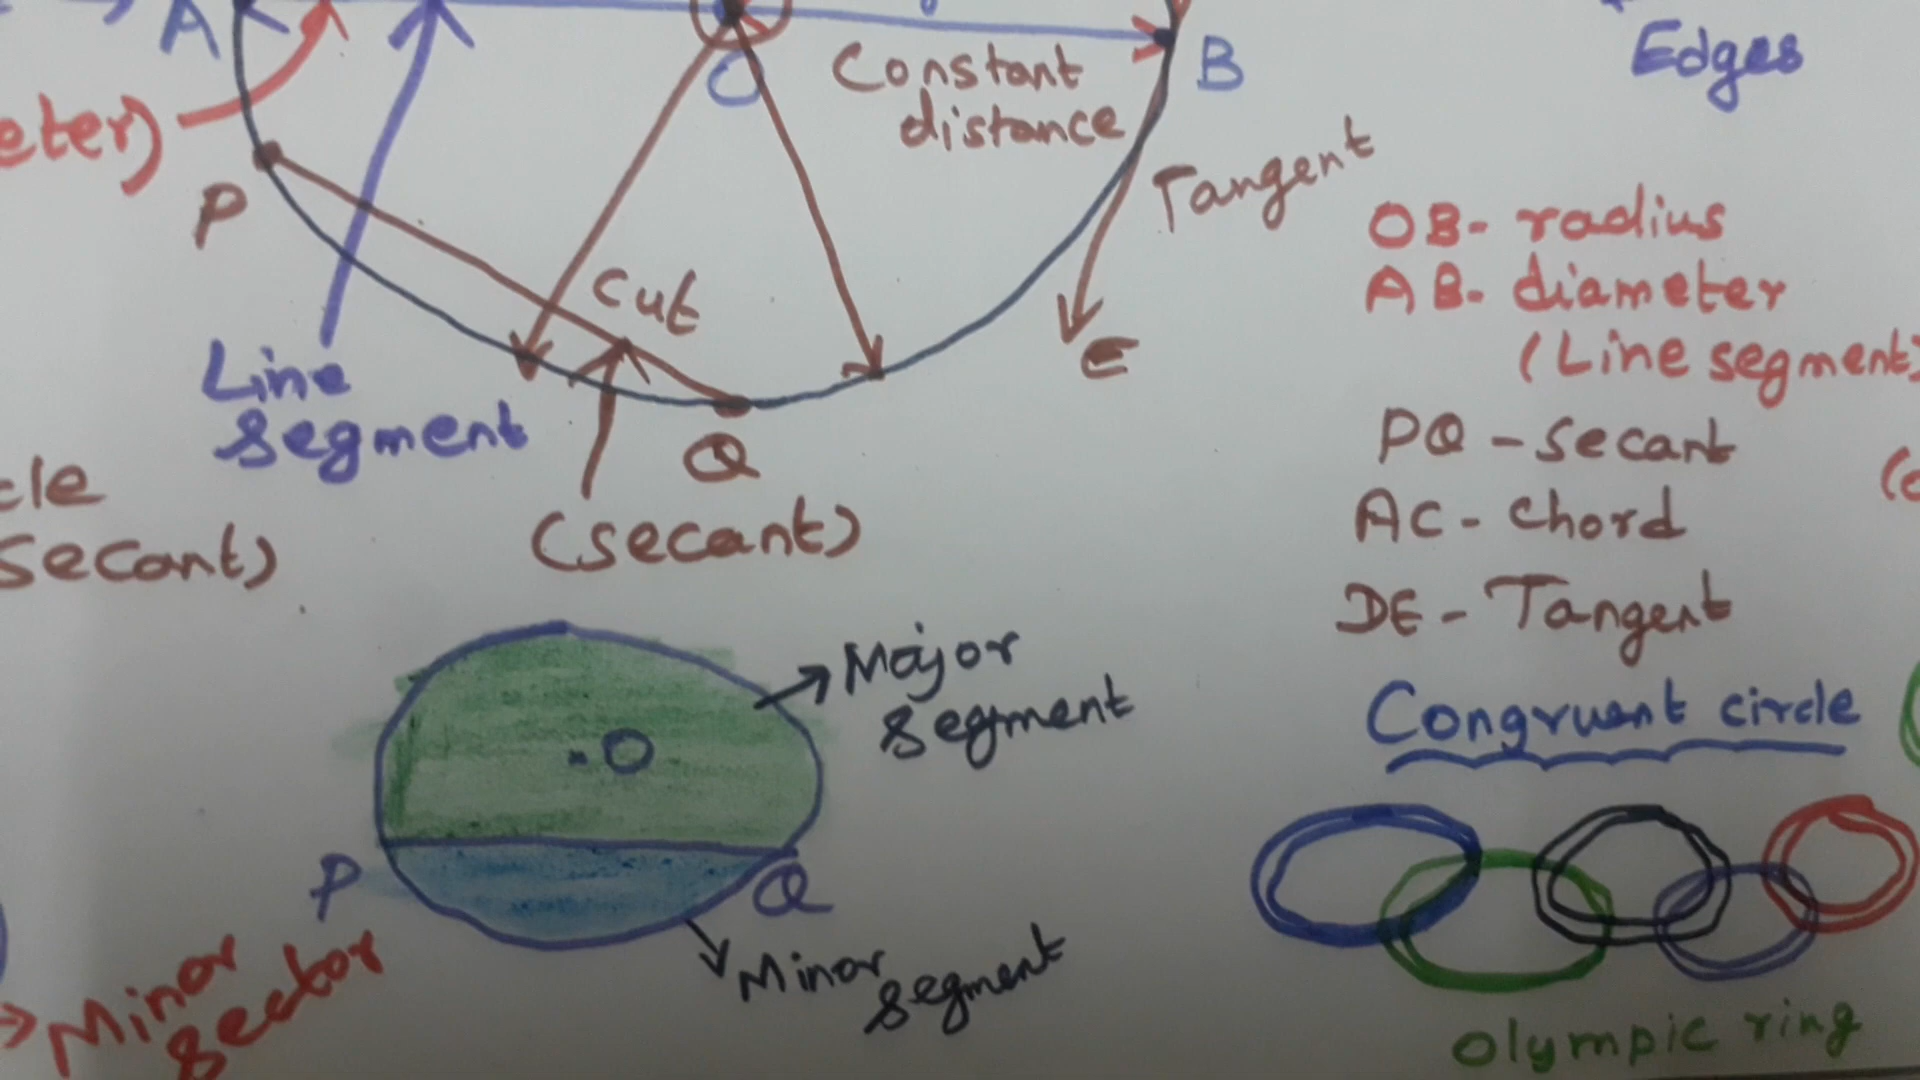 A
B
Edges
Constant
distance
eter)
P
Tangent
OB - radius
AB - diameter
(Line segment)
cut
E
Line
segment
Q
(secant)
cle
secant)
PQ - secant
AC - chord
DE - Tangent
Major
segment
Congruent circle
O
P
Q
Minor
segment
Minor
sector
olympic ring